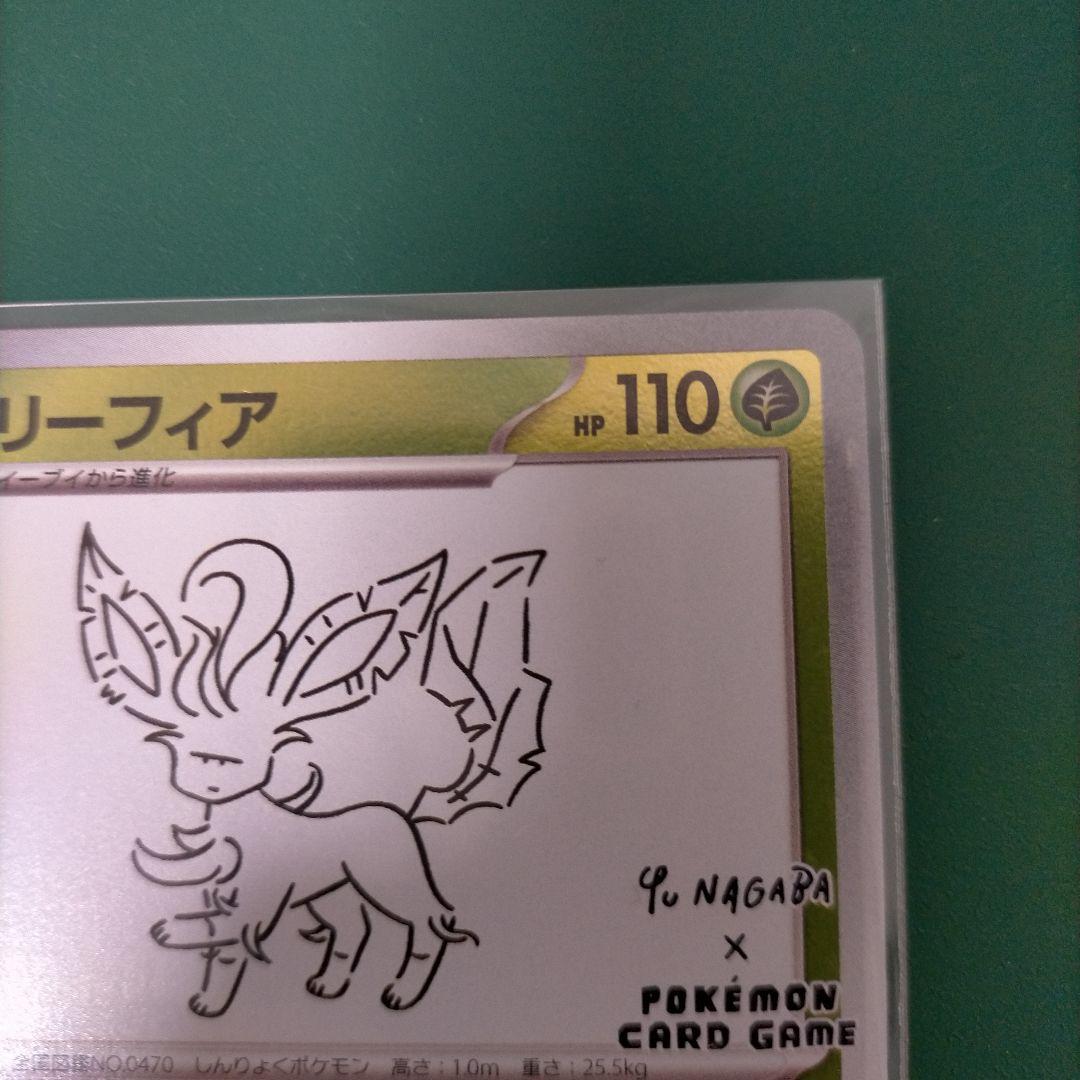 リーフィア HP 110
イーブイから進化
Yu NAGABA
×
POKÉMON
CARD GAME
全国図鑑NO.0470 しんりょくポケモン 高さ：1.0m 重さ：25.5kg